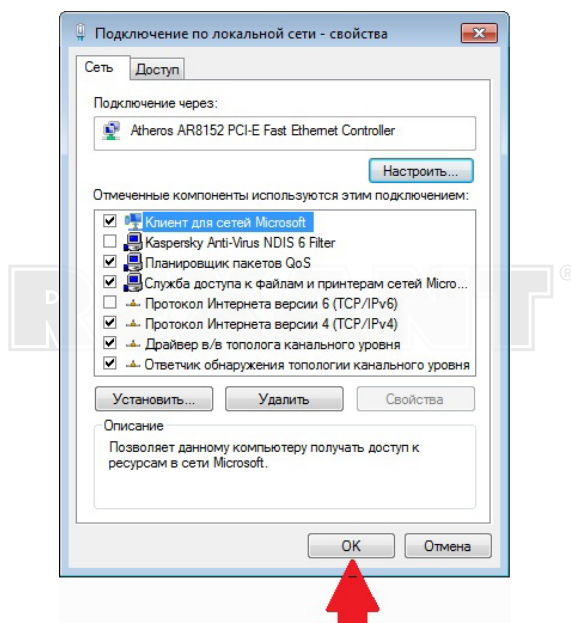 Подключение по локальной сети - свойства
Сеть
Доступ
Подключение через:
Atheros AR8152 PCI-E Fast Ethernet Controller
Настроить...
Отмеченные компоненты используются этим подключением:
Клиент для сетей Microsoft
Kaspersky Anti-Virus NDIS 6 Filter
Планировщик пакетов QoS
Служба доступа к файлам и принтерам сетей Micro...
Протокол Интернета версии 6 (TCP/IPv6)
Протокол Интернета версии 4 (TCP/IPv4)
Драйвер в/в тополога канального уровня
Ответчик обнаружения топологии канального уровня
Установить...
Удалить
Свойства
Описание
Позволяет данному компьютеру получать доступ к
ресурсам в сети Microsoft.
OK
Отмена